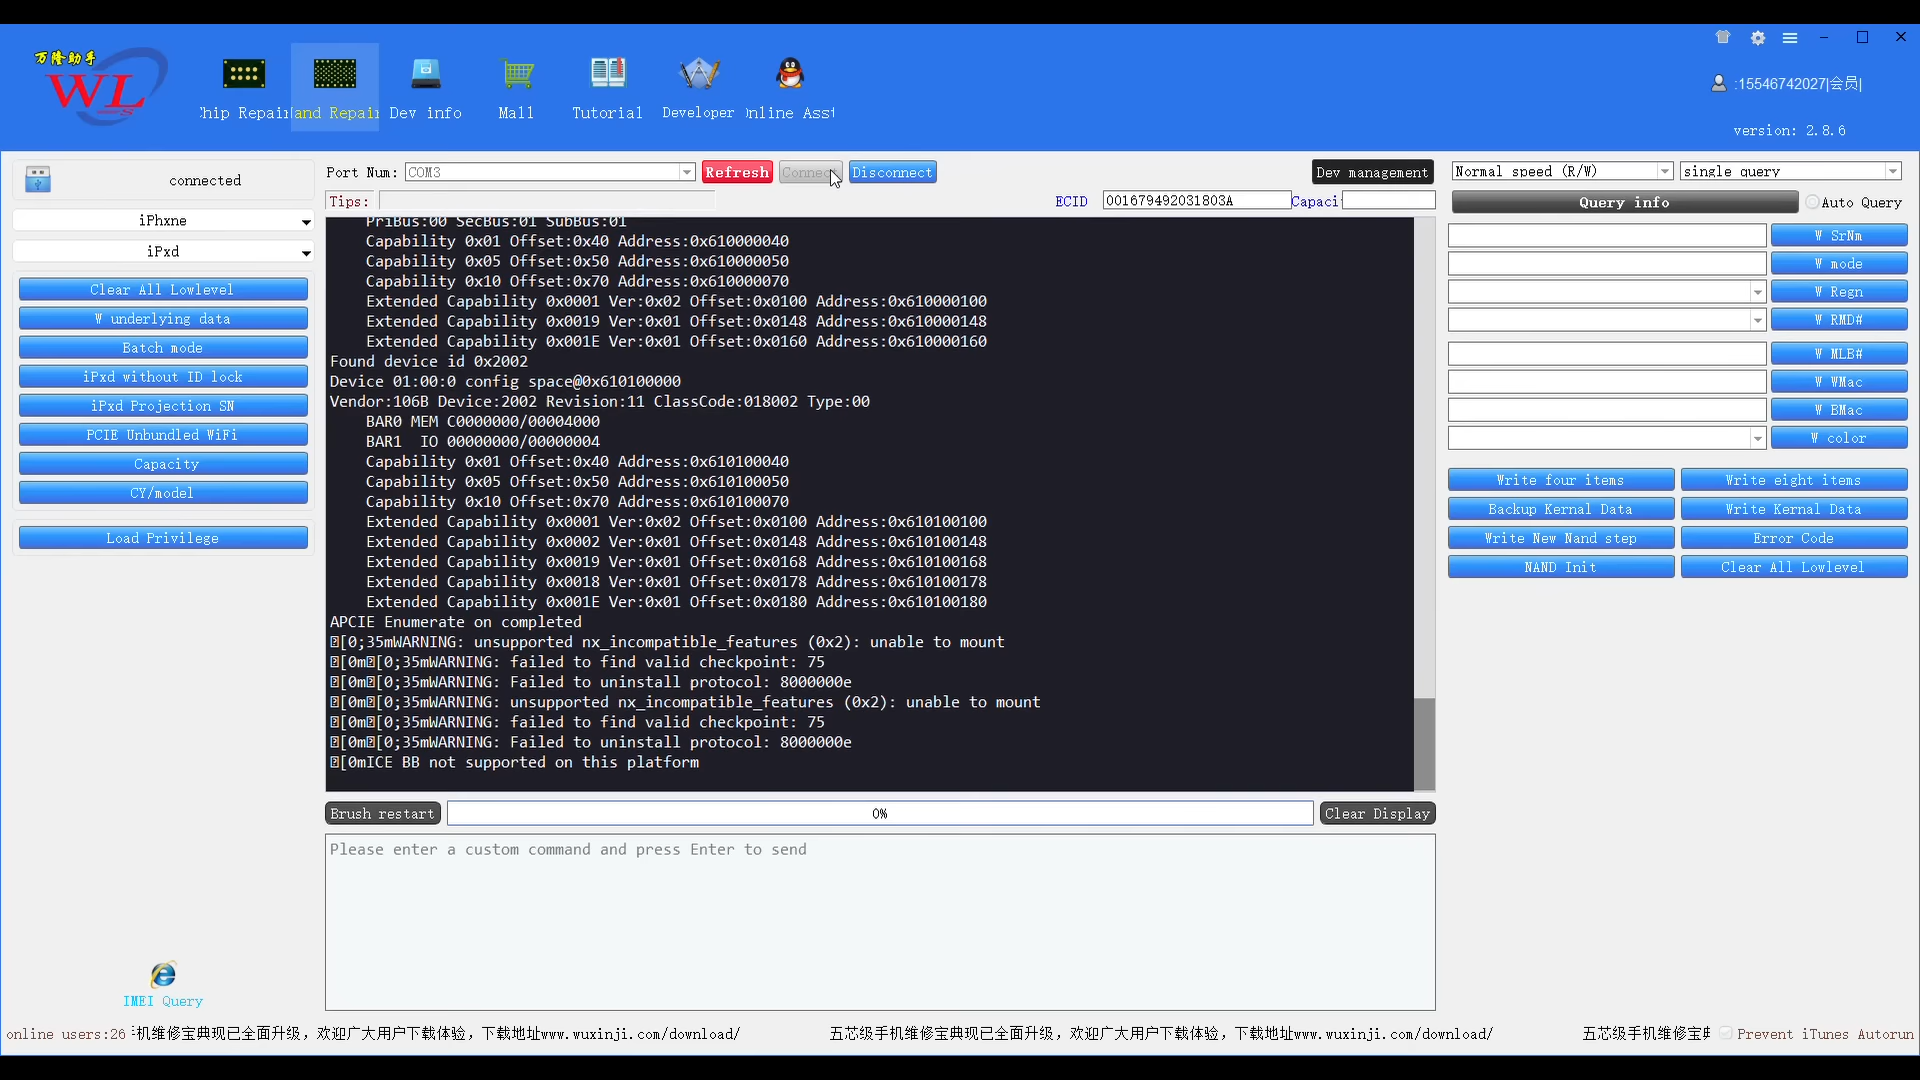 万隆助手
WL
hip Repair
and Repair
Dev info
Mall
Tutorial
Developer
nline Ass
:15546742027|会员|
version: 2.8.6
connected
iPhxne
iPxd
Clear All Lowlevel
W underlying data
Batch mode
iPxd without ID lock
iPxd Projection SN
PCIE Unbundled WiFi
Capacity
CY/model
Load Privilege
IMEI Query
Port Num: COM3 Refresh Connect Disconnect Dev management
Tips: ECID 001679492031803A Capaci
PriBus:00 SecBus:01 SubBus:01
Capability 0x01 Offset:0x40 Address:0x610000040
Capability 0x05 Offset:0x50 Address:0x610000050
Capability 0x10 Offset:0x70 Address:0x610000070
Extended Capability 0x0001 Ver:0x02 Offset:0x0100 Address:0x610000100
Extended Capability 0x0019 Ver:0x01 Offset:0x0148 Address:0x610000148
Extended Capability 0x001E Ver:0x01 Offset:0x0160 Address:0x610000160
Found device id 0x2002
Device 01:00:0 config space@0x610100000
Vendor:106B Device:2002 Revision:11 ClassCode:018002 Type:00
BAR0 MEM C0000000/00004000
BAR1  IO 00000000/00000004
Capability 0x01 Offset:0x40 Address:0x610100040
Capability 0x05 Offset:0x50 Address:0x610100050
Capability 0x10 Offset:0x70 Address:0x610100070
Extended Capability 0x0001 Ver:0x02 Offset:0x0100 Address:0x610100100
Extended Capability 0x0002 Ver:0x01 Offset:0x0148 Address:0x610100148
Extended Capability 0x0019 Ver:0x01 Offset:0x0168 Address:0x610100168
Extended Capability 0x0018 Ver:0x01 Offset:0x0178 Address:0x610100178
Extended Capability 0x001E Ver:0x01 Offset:0x0180 Address:0x610100180
APCIE Enumerate on completed
[0;35mWARNING: unsupported nx_incompatible_features (0x2): unable to mount
[0m[0;35mWARNING: failed to find valid checkpoint: 75
[0m[0;35mWARNING: Failed to uninstall protocol: 8000000e
[0m[0;35mWARNING: unsupported nx_incompatible_features (0x2): unable to mount
[0m[0;35mWARNING: failed to find valid checkpoint: 75
[0m[0;35mWARNING: Failed to uninstall protocol: 8000000e
[0mICE BB not supported on this platform
Brush restart 0% Clear Display
Please enter a custom command and press Enter to send
Normal speed (R/W) single query
Query info Auto Query
W SrNm
W mode
W Regn
W RMD#
W MLB#
W WMac
W BMac
W color
Write four items Write eight items
Backup Kernal Data Write Kernal Data
Write New Nand step Error Code
NAND Init Clear All Lowlevel
online users:26 手机维修宝典现已全面升级，欢迎广大用户下载体验，下载地址www.wuxinji.com/download/ 五芯级手机维修宝典现已全面升级，欢迎广大用户下载体验，下载地址www.wuxinji.com/download/ 五芯级手机维修宝典 Prevent iTunes Autorun